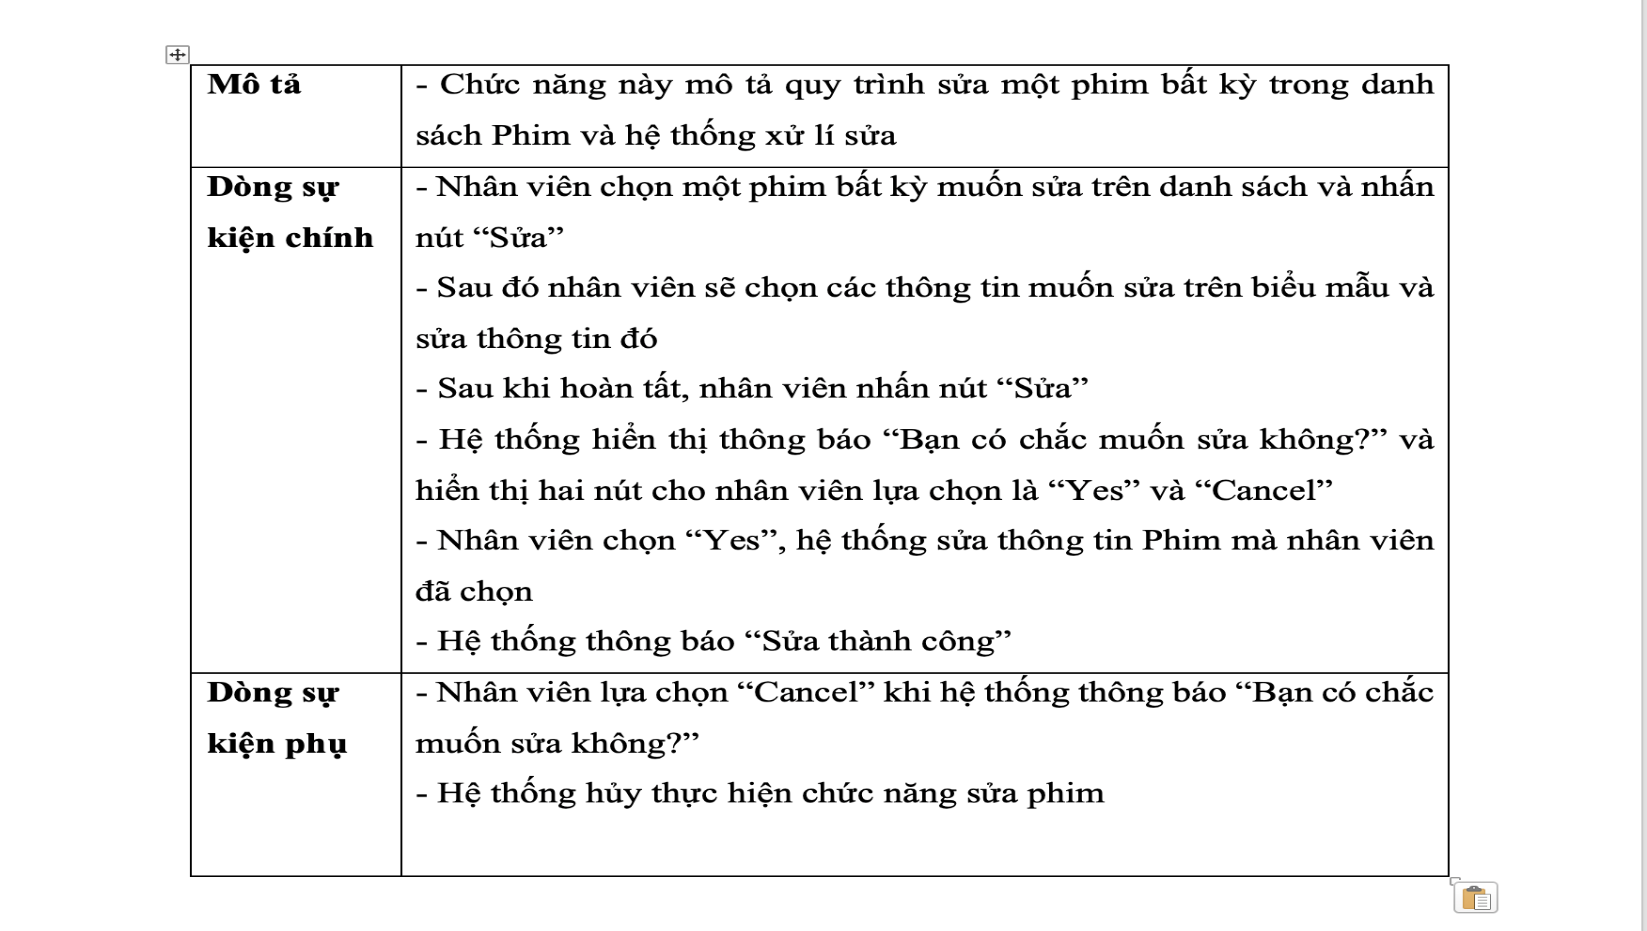 Mô tả
- Chức năng này mô tả quy trình sửa một phim bất kỳ trong danh
sách Phim và hệ thống xử lí sửa
Dòng sự
kiện chính
- Nhân viên chọn một phim bất kỳ muốn sửa trên danh sách và nhấn
nút “Sửa”
- Sau đó nhân viên sẽ chọn các thông tin muốn sửa trên biểu mẫu và
sửa thông tin đó
- Sau khi hoàn tất, nhân viên nhấn nút “Sửa”
- Hệ thống hiển thị thông báo “Bạn có chắc muốn sửa không?” và
hiển thị hai nút cho nhân viên lựa chọn là “Yes” và “Cancel”
- Nhân viên chọn “Yes”, hệ thống sửa thông tin Phim mà nhân viên
đã chọn
- Hệ thống thông báo “Sửa thành công”
Dòng sự
kiện phụ
- Nhân viên lựa chọn “Cancel” khi hệ thống thông báo “Bạn có chắc
muốn sửa không?”
- Hệ thống hủy thực hiện chức năng sửa phim